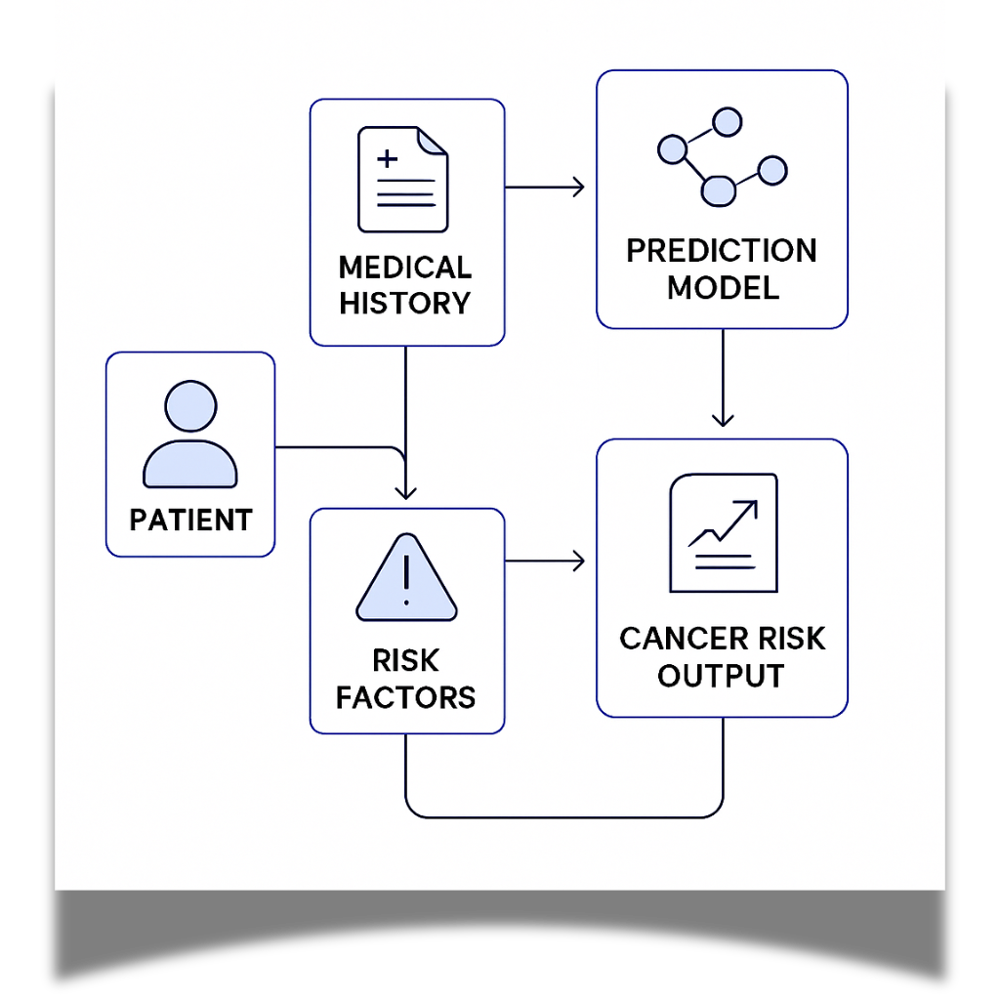 MEDICAL
HISTORY
PREDICTION
MODEL
PATIENT
RISK
FACTORS
CANCER RISK
OUTPUT